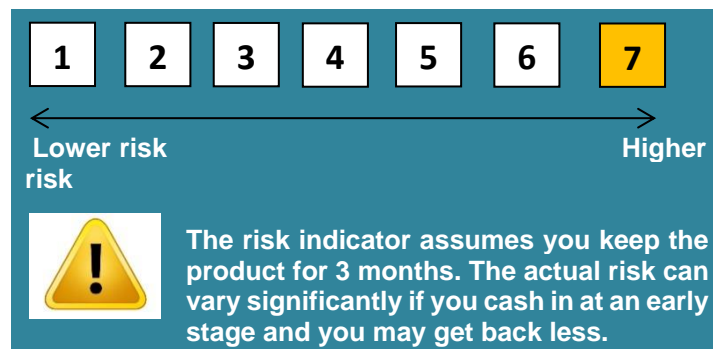 1 2 3 4 5 6 7
Lower risk Higher
risk
!
The risk indicator assumes you keep the
product for 3 months. The actual risk can
vary significantly if you cash in at an early
stage and you may get back less.